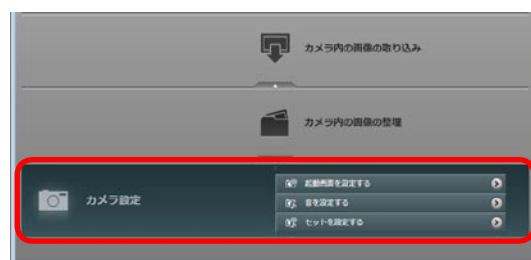 カメラ内の画像の取り込み
カメラ内の画像の整理
カメラ設定
起動画面を設定する
音を設定する
セットを設定する